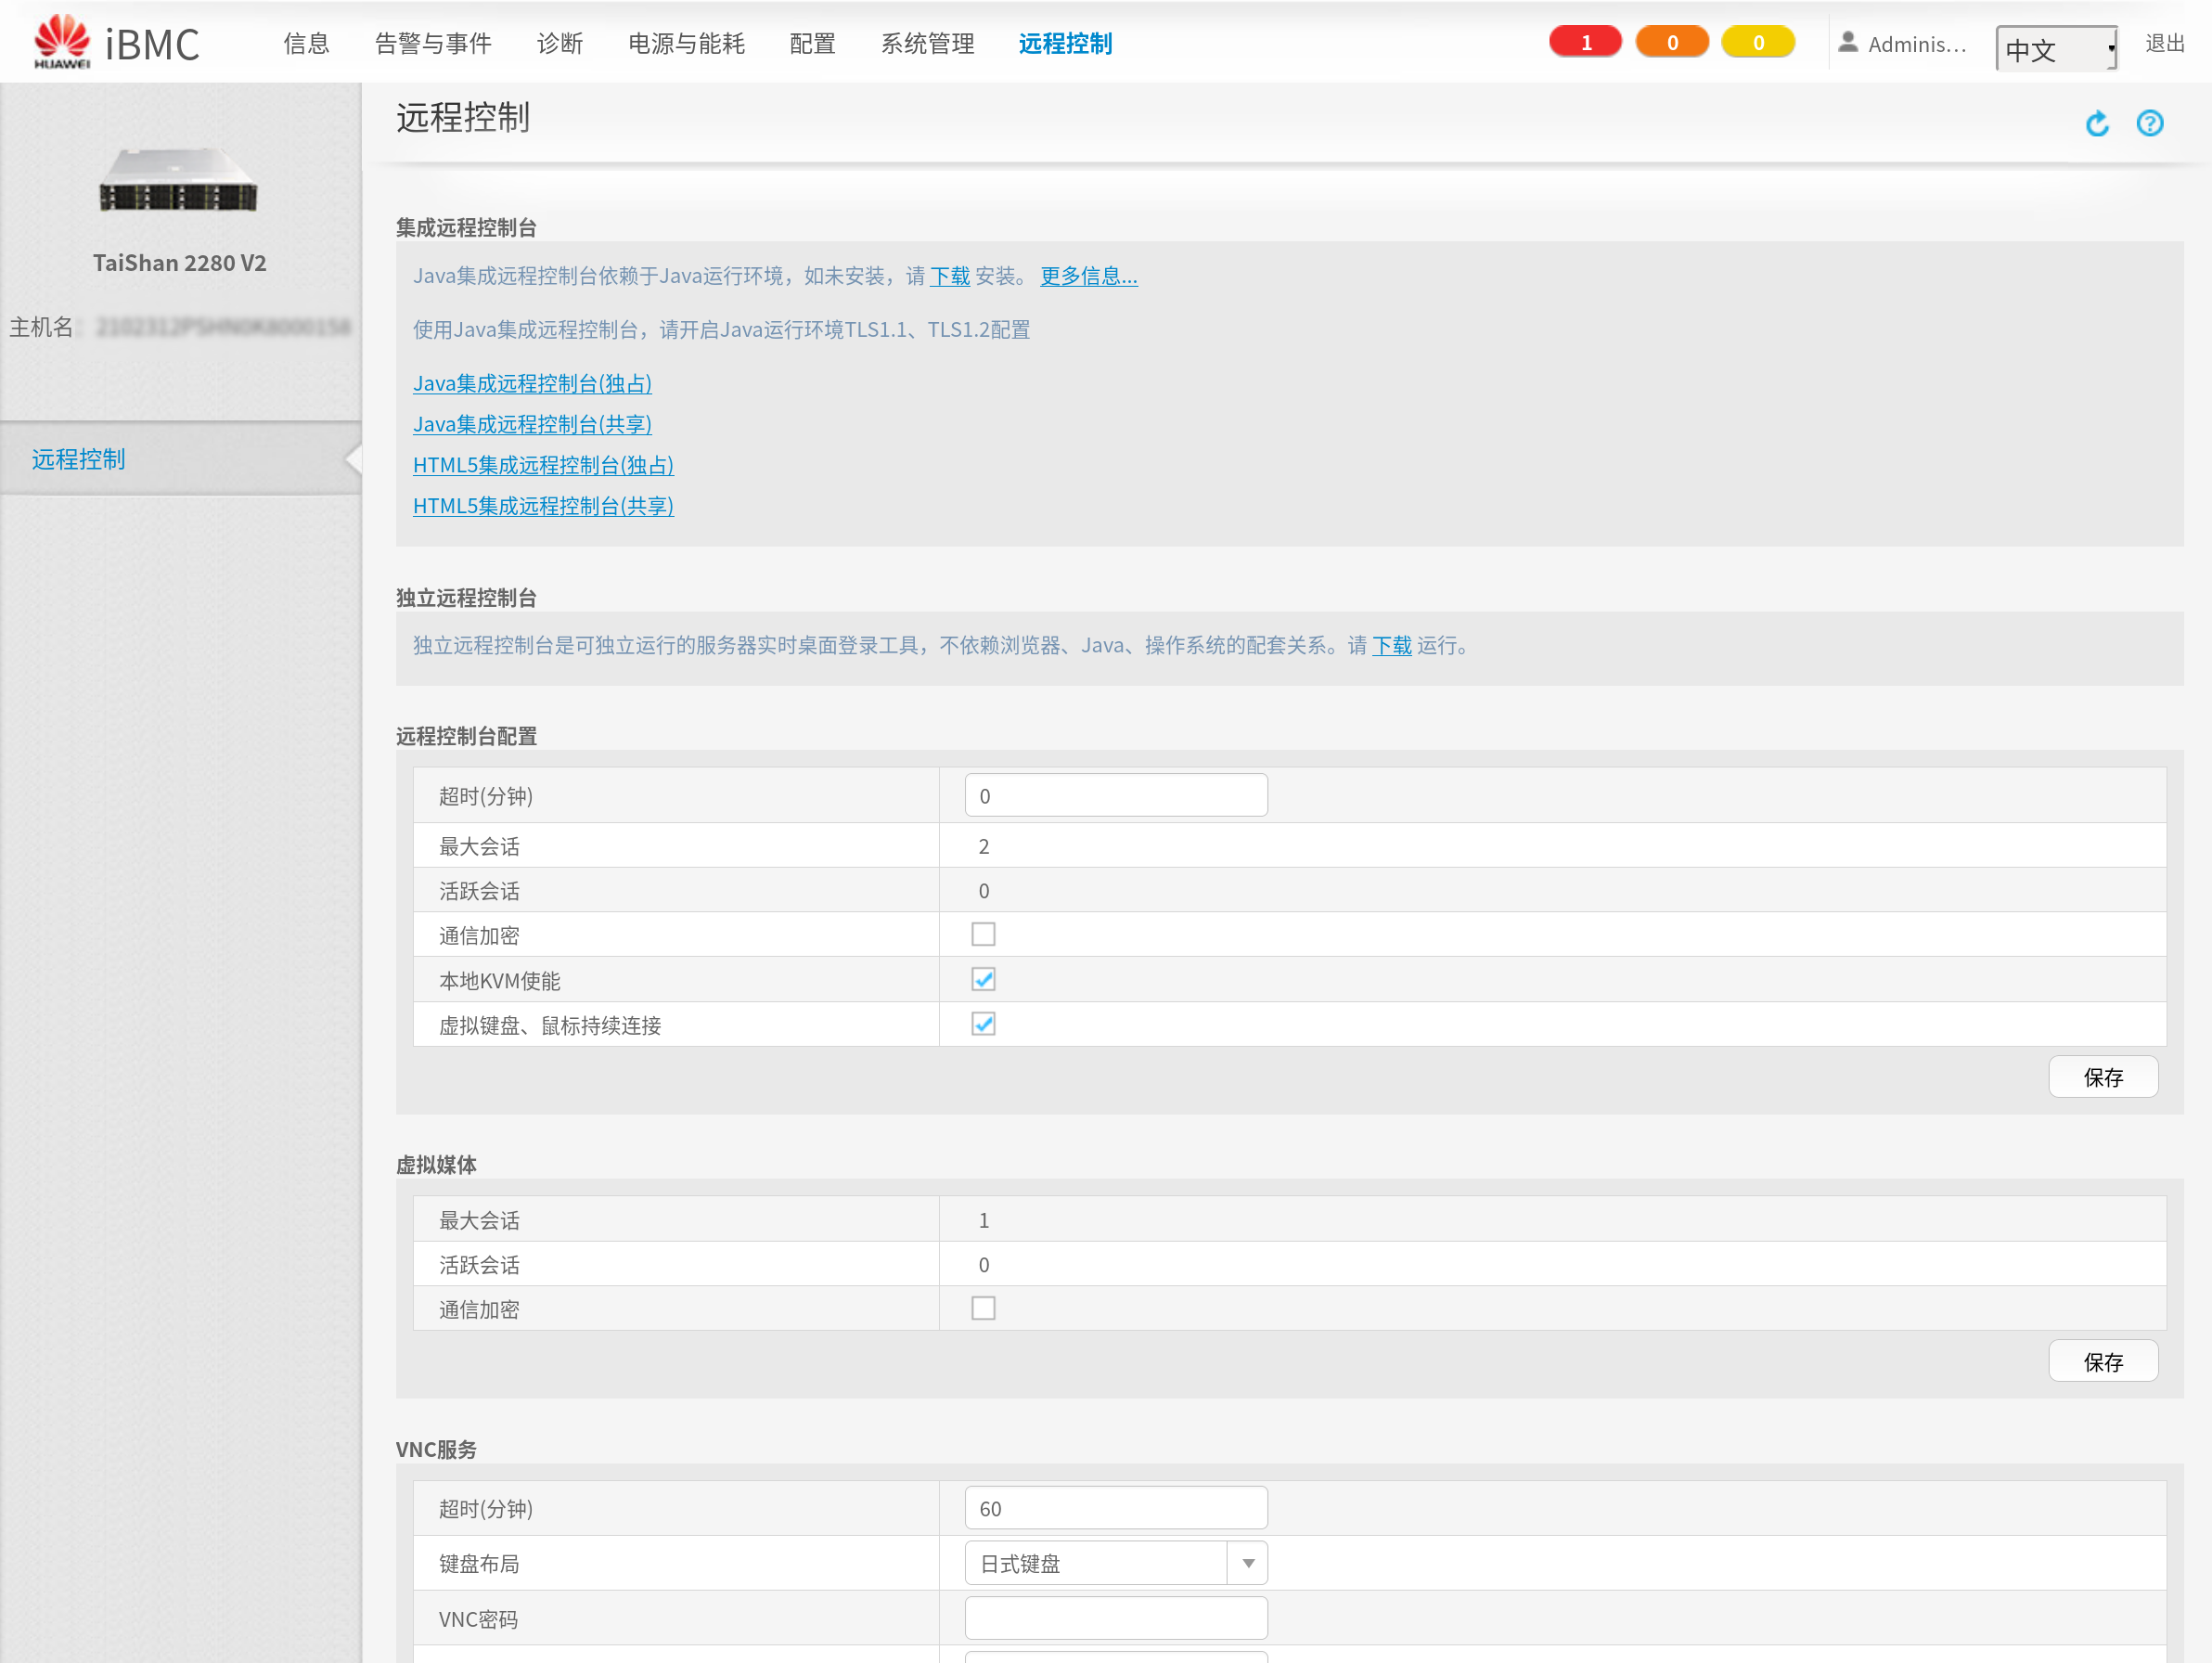 HUAWEI iBMC 信息 告警与事件 诊断 电源与能耗 配置 系统管理 远程控制 1 0 0 Adminis... 中文 退出
远程控制
TaiShan 2280 V2
主机名:
远程控制
集成远程控制台
Java集成远程控制台依赖于Java运行环境，如未安装，请 下载 安装。 更多信息...
使用Java集成远程控制台，请开启Java运行环境TLS1.1、TLS1.2配置
Java集成远程控制台(独占)
Java集成远程控制台(共享)
HTML5集成远程控制台(独占)
HTML5集成远程控制台(共享)
独立远程控制台
独立远程控制台是可独立运行的服务器实时桌面登录工具，不依赖浏览器、Java、操作系统的配套关系。请 下载 运行。
远程控制台配置
超时(分钟) 0
最大会话 2
活跃会话 0
通信加密
本地KVM使能
虚拟键盘、鼠标持续连接
保存
虚拟媒体
最大会话 1
活跃会话 0
通信加密
保存
VNC服务
超时(分钟) 60
键盘布局 日式键盘
VNC密码